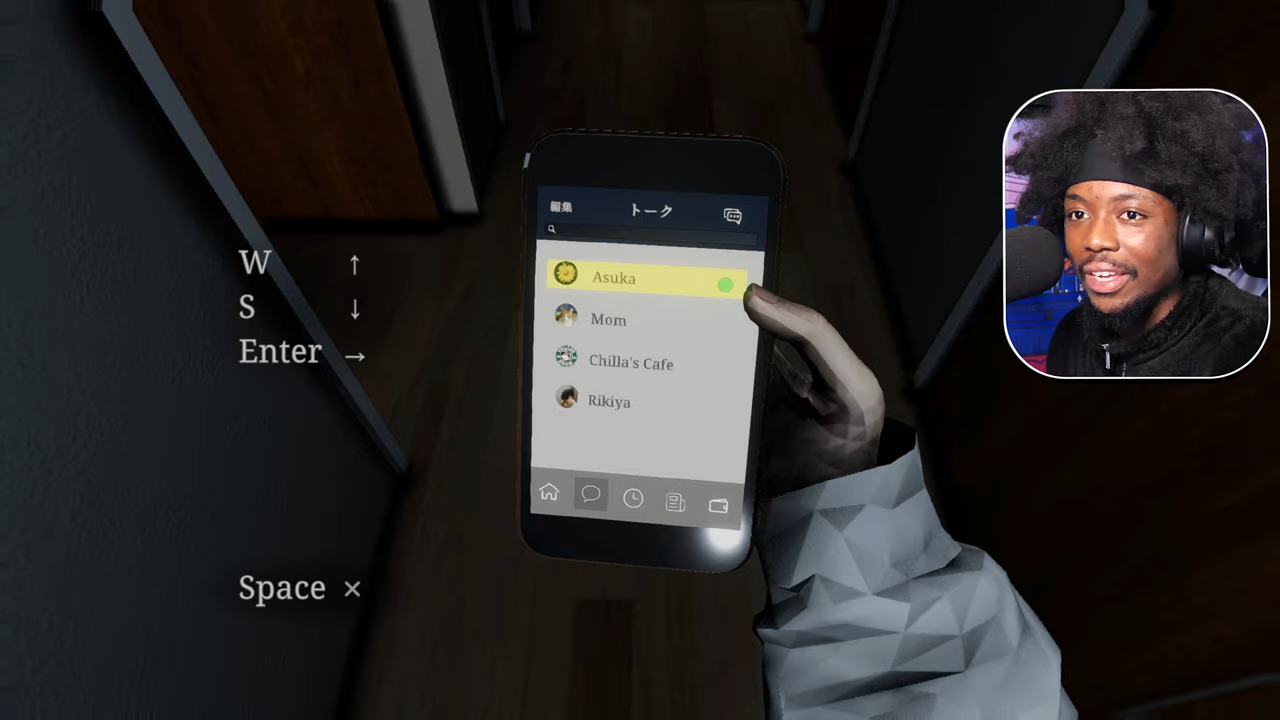 編集 トーク
Asuka
Mom
Chilla's Cafe
Rikiya
W ↑
S ↓
Enter →
Space ×